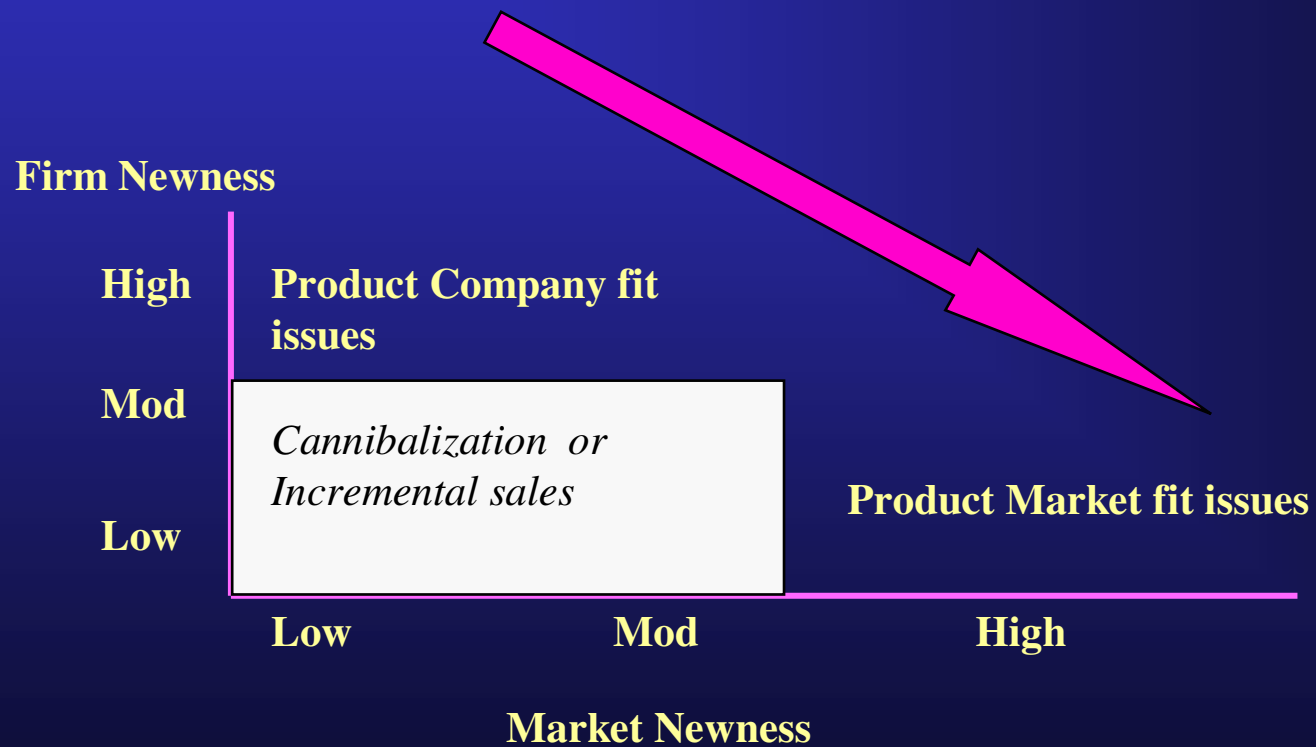 Firm Newness
High
Product Company fit
issues
Mod
Cannibalization or
Incremental sales
Product Market fit issues
Low
Low
Mod
High
Market Newness